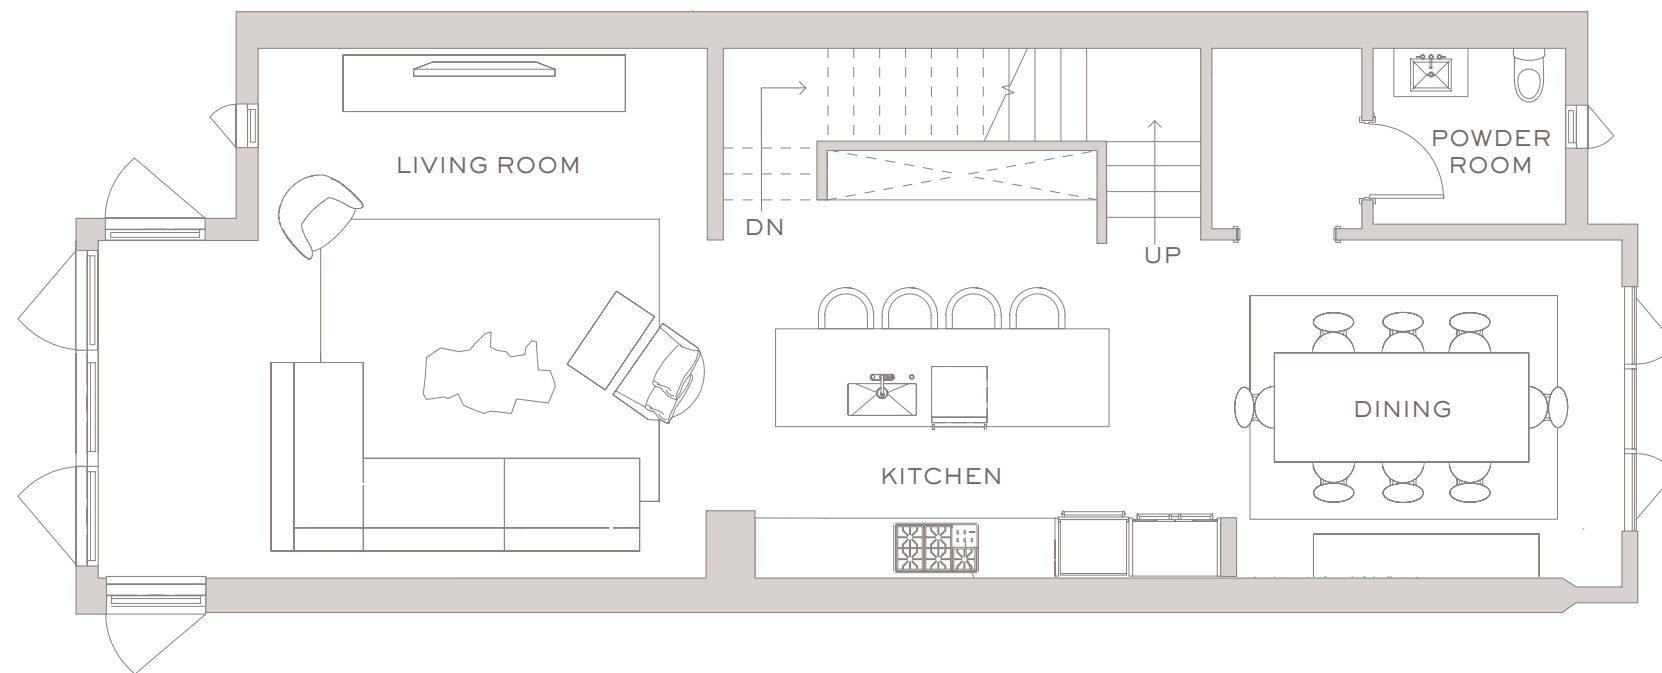 LIVING ROOM
DN
UP
POWDER
ROOM
KITCHEN
DINING